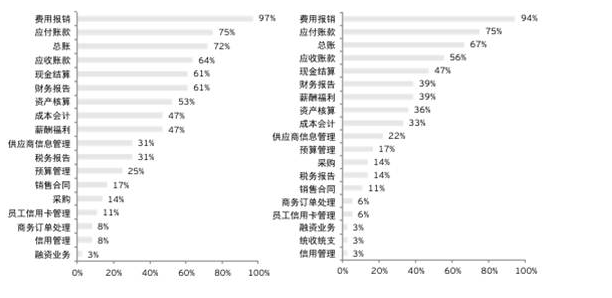 费用报销 97%
应付账款 75%
总账 72%
应收账款 64%
现金结算 61%
财务报告 61%
资产核算 53%
成本会计 47%
薪酬福利 47%
供应商信息管理 31%
税务报告 31%
预算管理 25%
销售合同 17%
采购 14%
员工信用卡管理 11%
商务订单处理 8%
信用管理 8%
融资业务 3%
0% 20% 40% 60% 80% 100%
费用报销 94%
应付账款 75%
总账 67%
应收账款 56%
现金结算 47%
财务报告 39%
薪酬福利 39%
资产核算 36%
成本会计 33%
供应商信息管理 22%
预算管理 17%
采购 14%
税务报告 14%
销售合同 11%
商务订单处理 6%
员工信用卡管理 6%
融资业务 3%
统收统支 3%
信用管理 3%
0% 20% 40% 60% 80% 100%